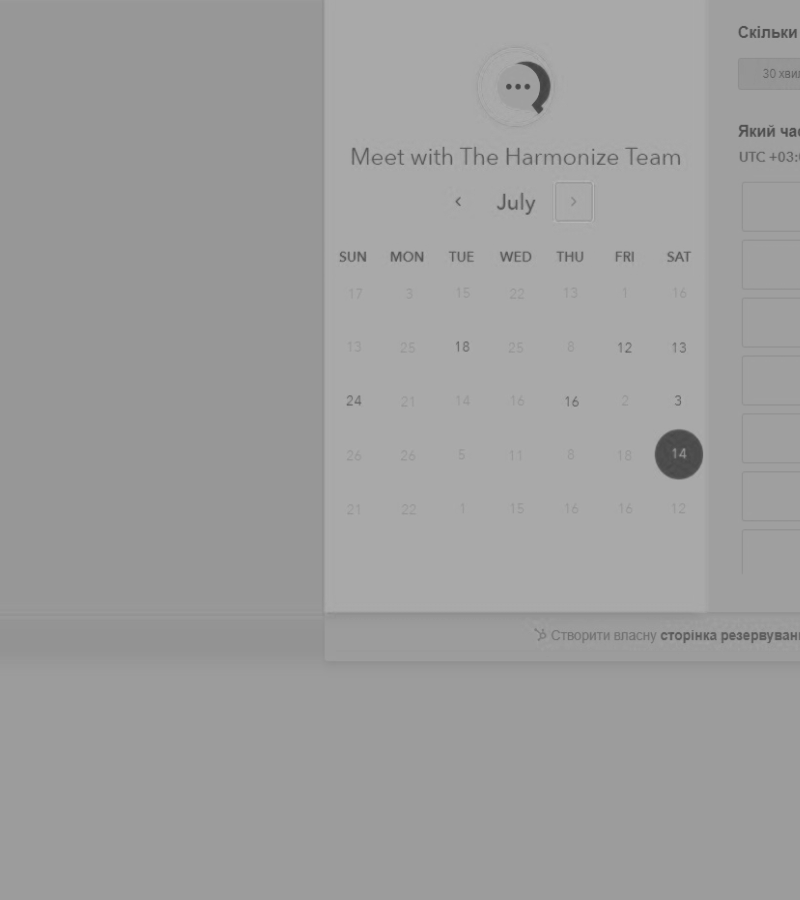 Meet with The Harmonize Team
July
SUN MON TUE WED THU FRI SAT
17 3 15 22 13 1 16
13 25 18 25 8 12 13
24 21 14 16 16 2 3
26 26 5 11 8 18 14
21 22 1 15 16 16 12
Скільки
30 хви
Який ча
UTC +03:
Створити власну сторінка резервуван